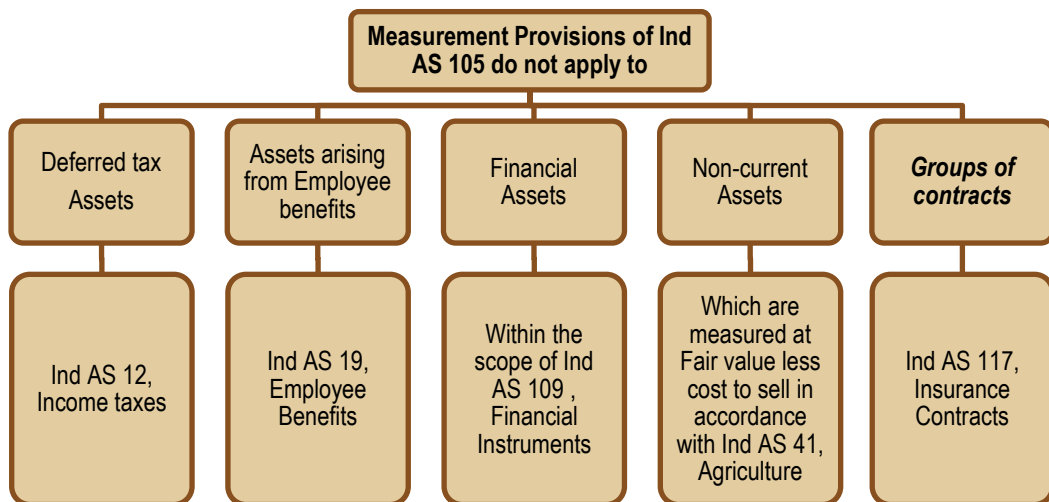 Measurement Provisions of Ind
AS 105 do not apply to
Deferred tax
Assets
Assets arising
from Employee
benefits
Financial
Assets
Non-current
Assets
Groups of
contracts
Ind AS 12,
Income taxes
Ind AS 19,
Employee
Benefits
Within the
scope of Ind
AS 109 ,
Financial
Instruments
Which are
measured at
Fair value less
cost to sell in
accordance
with Ind AS 41,
Agriculture
Ind AS 117,
Insurance
Contracts